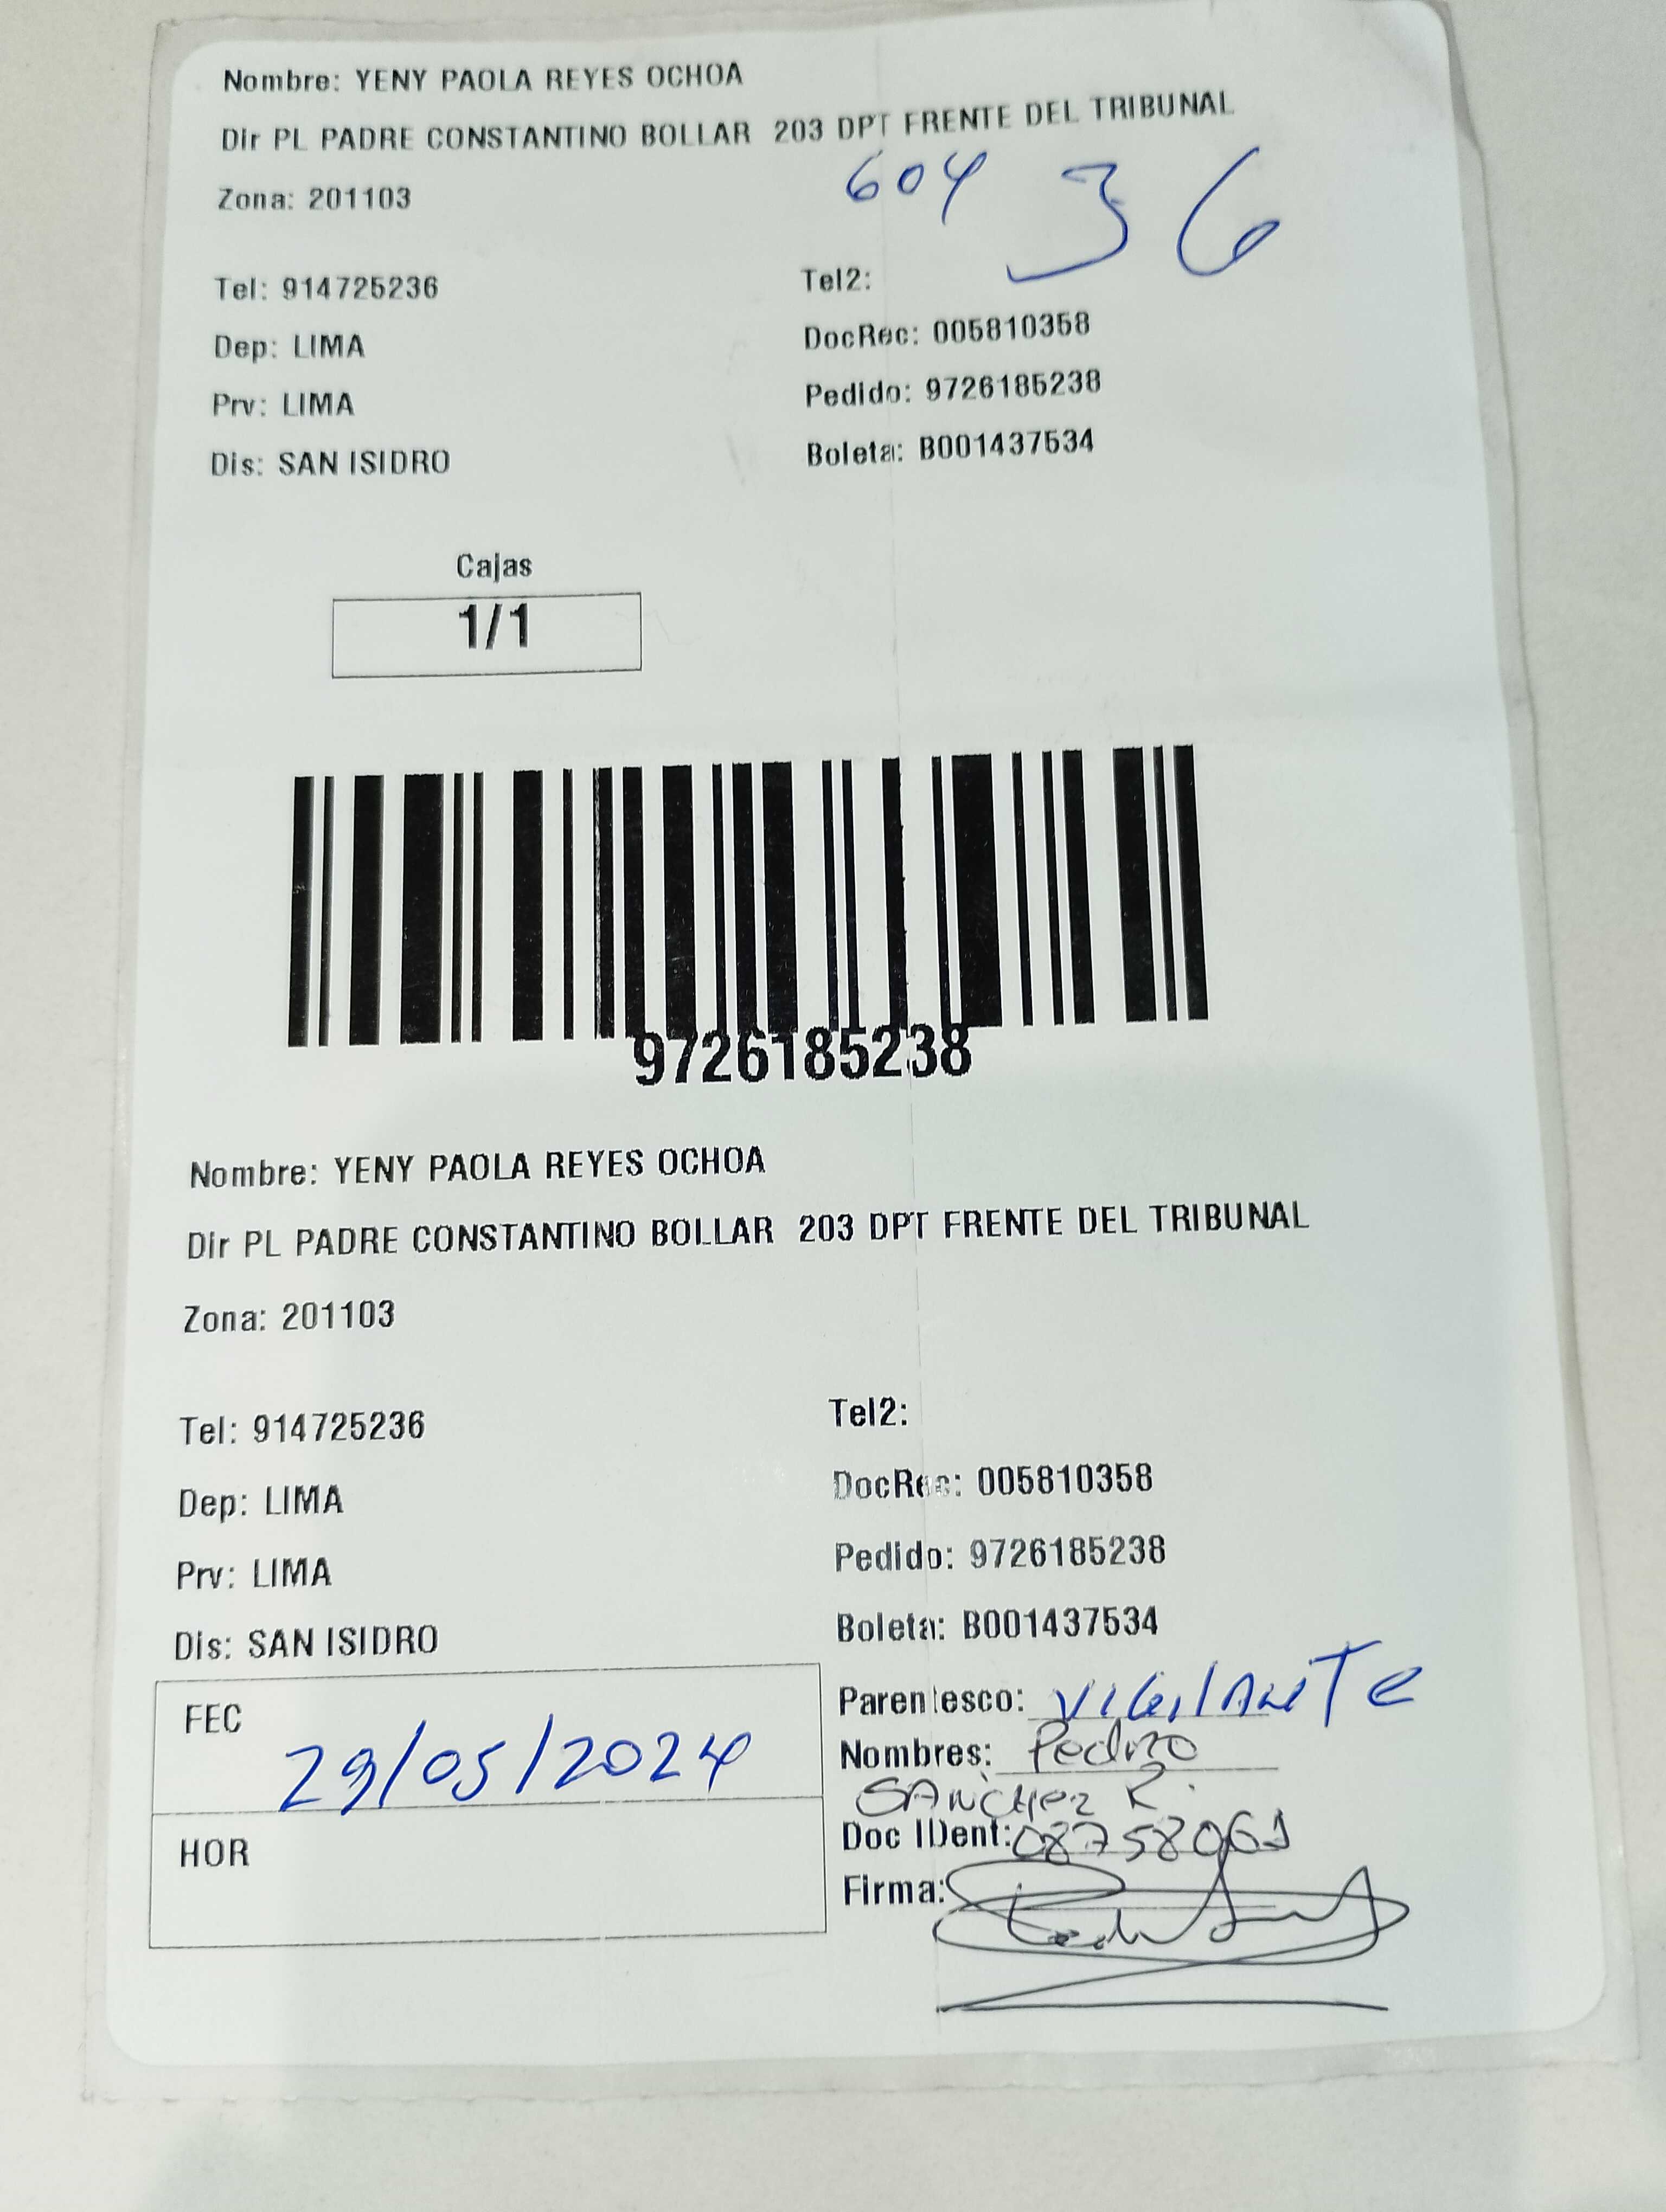 Nombre: YENY PAOLA REYES OCHOA
Dir PL PADRE CONSTANTINO BOLLAR 203 DPT FRENTE DEL TRIBUNAL
604
36
Zona: 201103
Tel: 914725236
Tel2:
Dep: LIMA
DocRec: 005810358
Prv: LIMA
Pedido: 9726185238
Dis: SAN ISIDRO
Boleta: B001437534
Cajas
1/1
9726185238
Nombre: YENY PAOLA REYES OCHOA
Dir PL PADRE CONSTANTINO BOLLAR 203 DPT FRENTE DEL TRIBUNAL
Zona: 201103
Tel: 914725236
Tel2:
Dep: LIMA
DocRec: 005810358
Prv: LIMA
Pedido: 9726185238
Dis: SAN ISIDRO
Boleta: B001437534
FEC
29/05/2024
HOR
Parentesco: VIGILANTE
Nombres: Pedro
SANCHEZ R.
Doc IDent: 08758961
Firma: